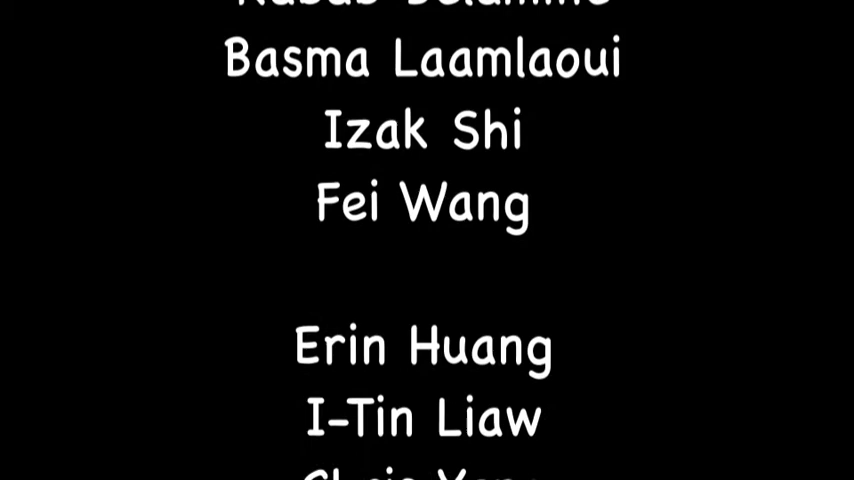 Basma Laamlaoui
Izak Shi
Fei Wang
Erin Huang
I-Tin Liaw